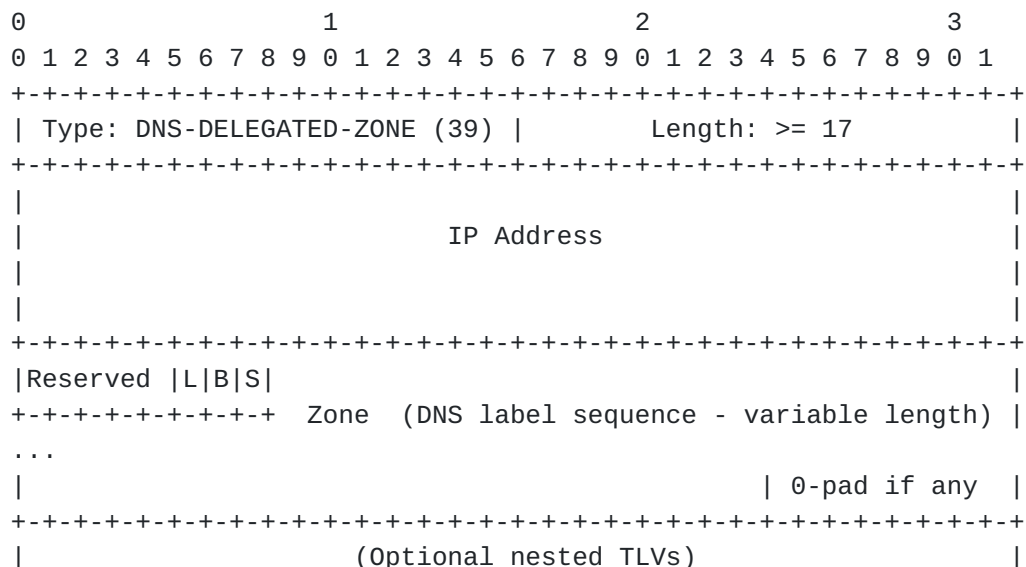 0                   1                   2                   3
0 1 2 3 4 5 6 7 8 9 0 1 2 3 4 5 6 7 8 9 0 1 2 3 4 5 6 7 8 9 0 1
+-+-+-+-+-+-+-+-+-+-+-+-+-+-+-+-+-+-+-+-+-+-+-+-+-+-+-+-+-+-+-+-+
| Type: DNS-DELEGATED-ZONE (39) |        Length: >= 17          |
+-+-+-+-+-+-+-+-+-+-+-+-+-+-+-+-+-+-+-+-+-+-+-+-+-+-+-+-+-+-+-+-+
|                                                               |
|                           IP Address                          |
|                                                               |
|                                                               |
+-+-+-+-+-+-+-+-+-+-+-+-+-+-+-+-+-+-+-+-+-+-+-+-+-+-+-+-+-+-+-+-+
|Reserved |L|B|S|                                               |
+-+-+-+-+-+-+-+-+  Zone  (DNS label sequence - variable length) |
...
|                                               | 0-pad if any  |
+-+-+-+-+-+-+-+-+-+-+-+-+-+-+-+-+-+-+-+-+-+-+-+-+-+-+-+-+-+-+-+-+
|                     (Optional nested TLVs)                    |